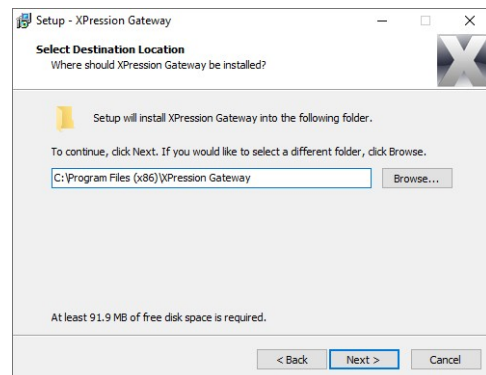 Setup - XPression Gateway
Select Destination Location
Where should XPression Gateway be installed?
Setup will install XPression Gateway into the following folder.
To continue, click Next. If you would like to select a different folder, click Browse.
C:\Program Files (x86)\XPression Gateway
Browse...
At least 91.9 MB of free disk space is required.
< Back
Next >
Cancel